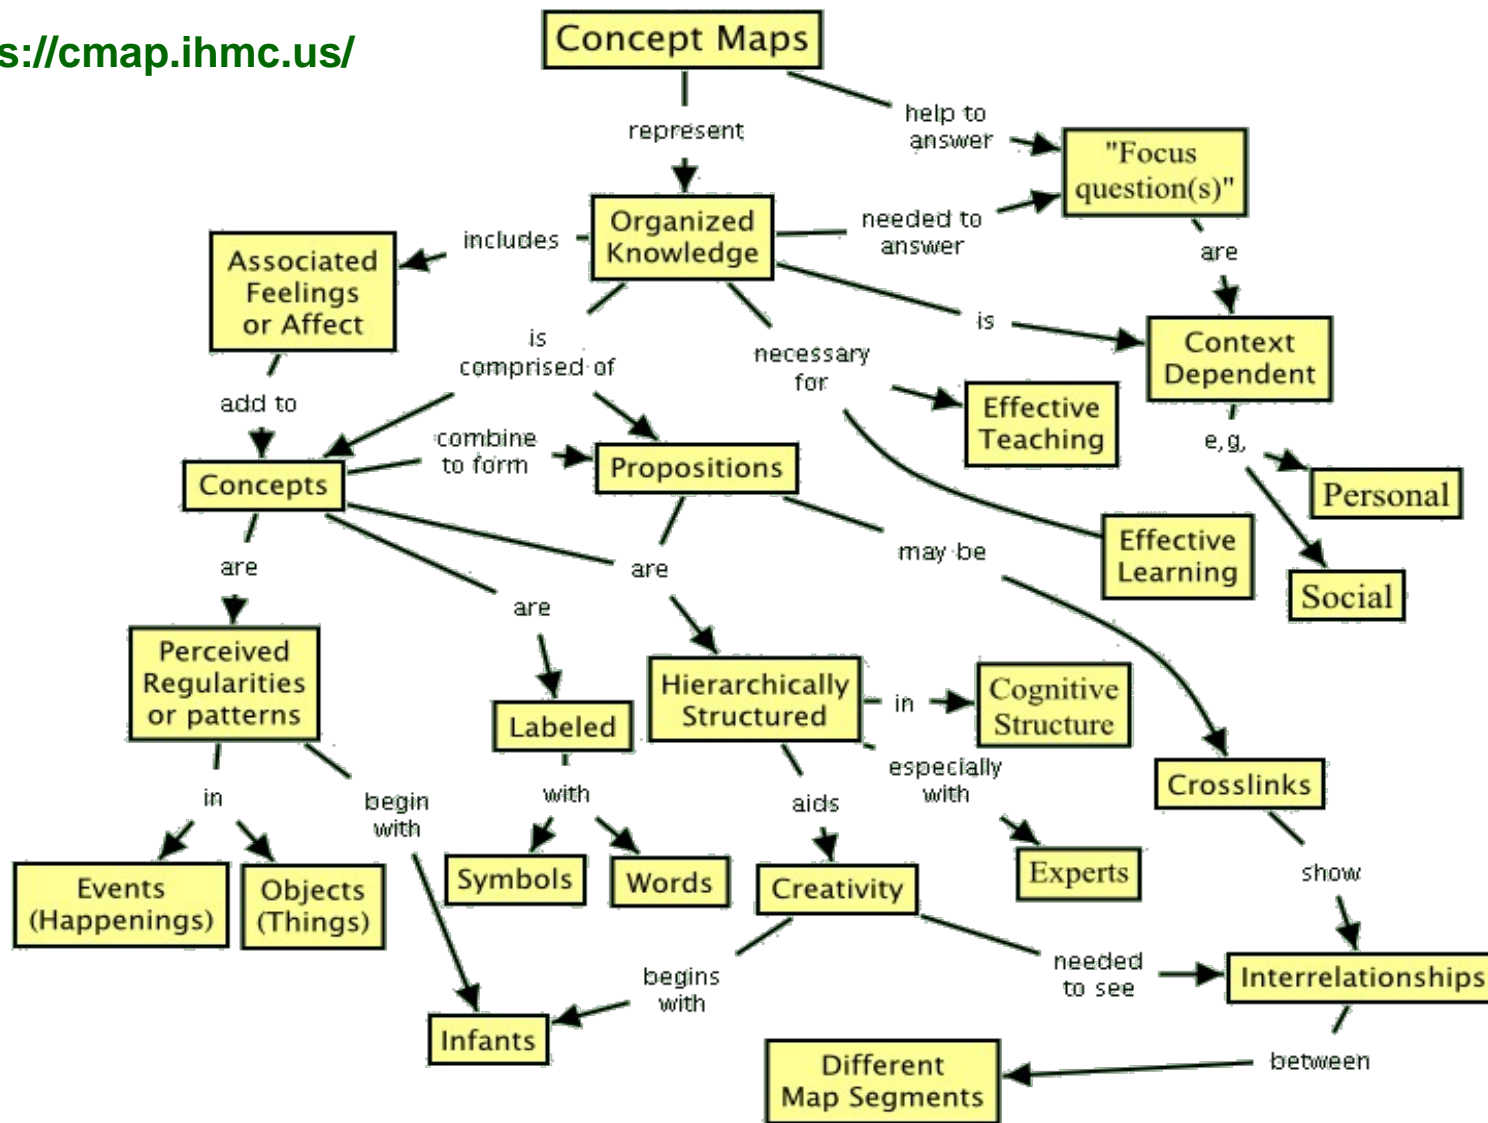 s://cmap.ihmc.us/
Concept Maps
represent
help to
answer
"Focus
question(s)"
Organized
Knowledge
needed to
answer
includes
are
Associated
Feelings
or Affect
is
comprised of
necessary
for
is
Context
Dependent
add to
Effective
Teaching
e,g,
combine
to form
Concepts
Propositions
Personal
are
are
may be
Effective
Learning
Social
are
Perceived
Regularities
or patterns
Labeled
Hierarchically
Structured
in
Cognitive
Structure
in
begin
with
with
aids
especially
with
Crosslinks
Events
(Happenings)
Objects
(Things)
Symbols
Words
Creativity
Experts
show
begins
with
needed
to see
Interrelationships
Infants
Different
Map Segments
between